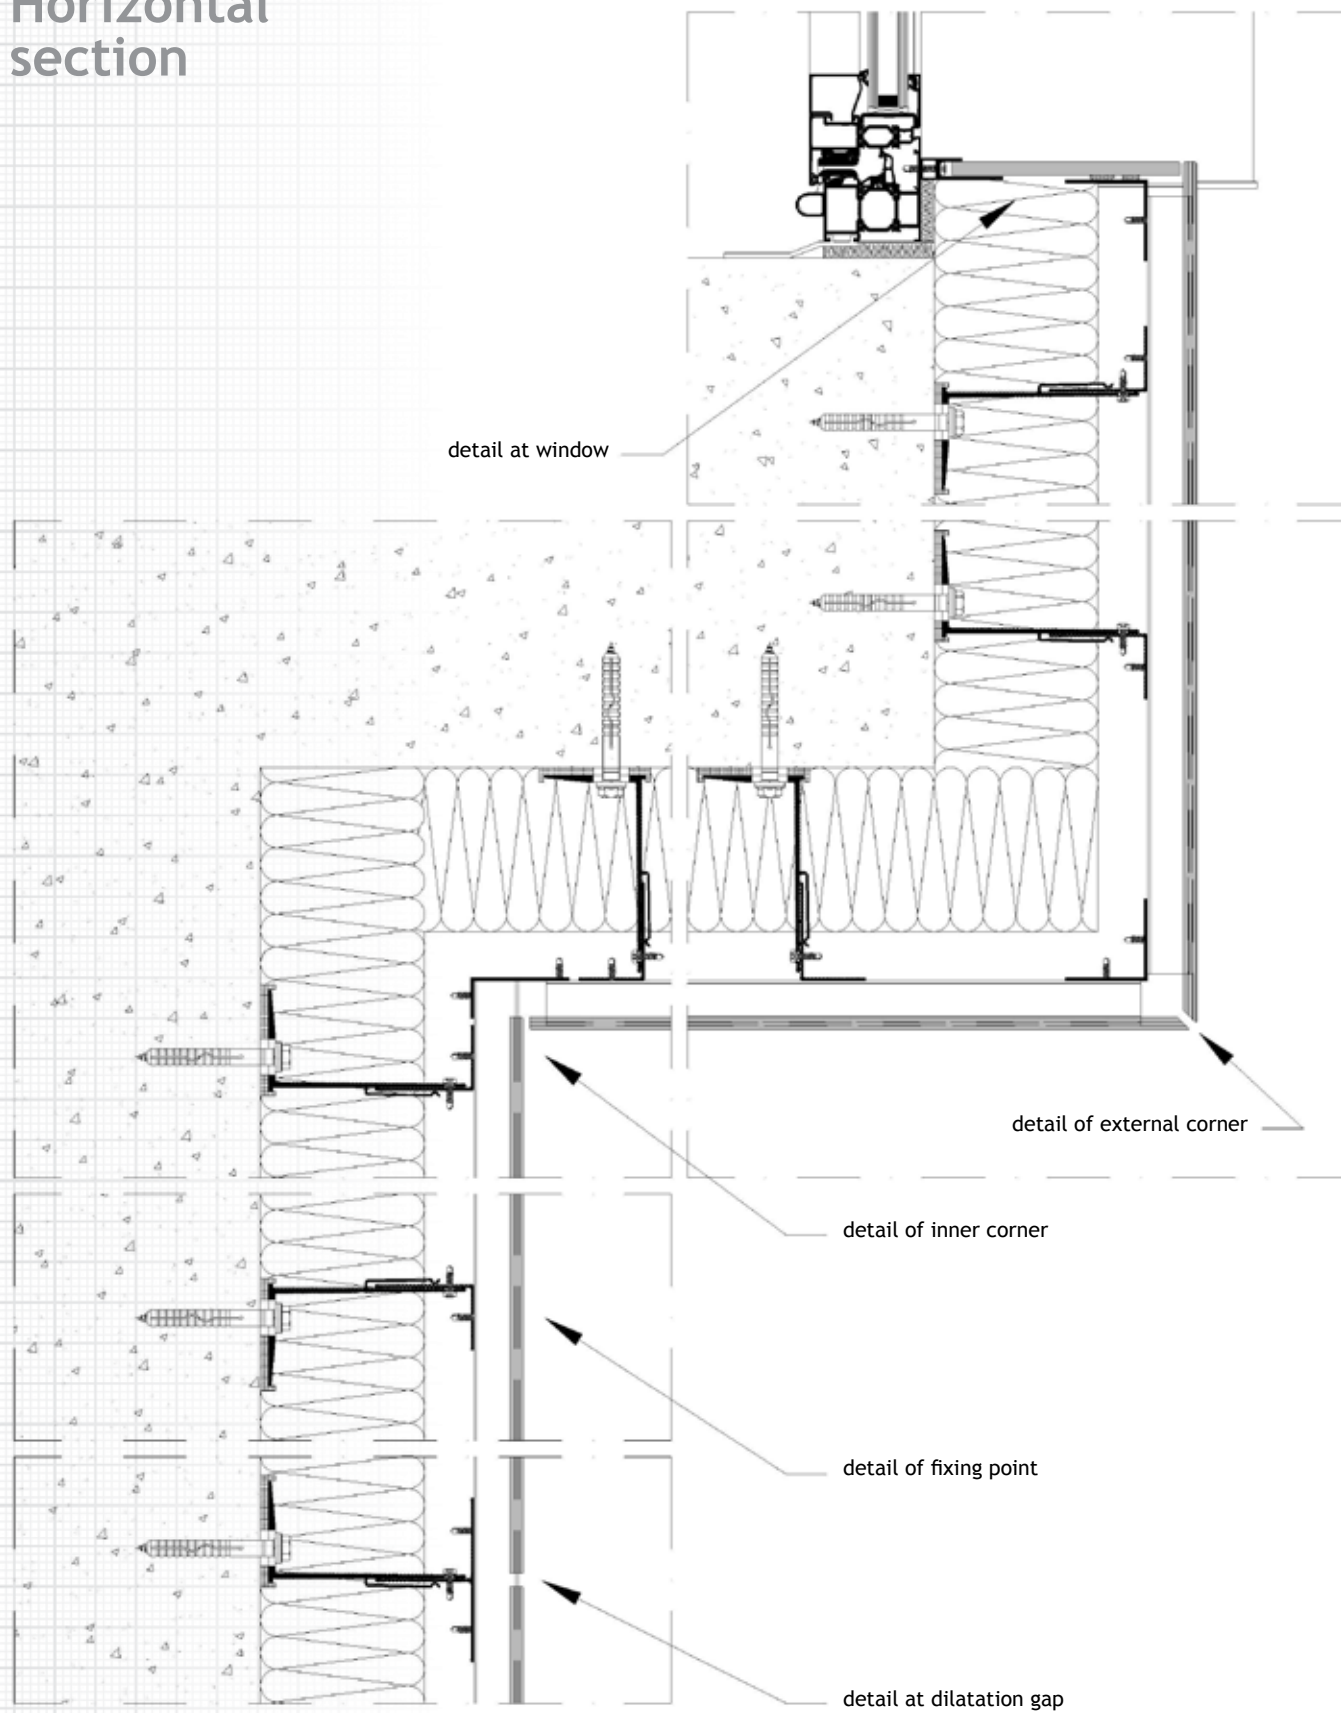 Horizontal
section
detail at window
detail of external corner
detail of inner corner
detail of fixing point
detail at dilatation gap